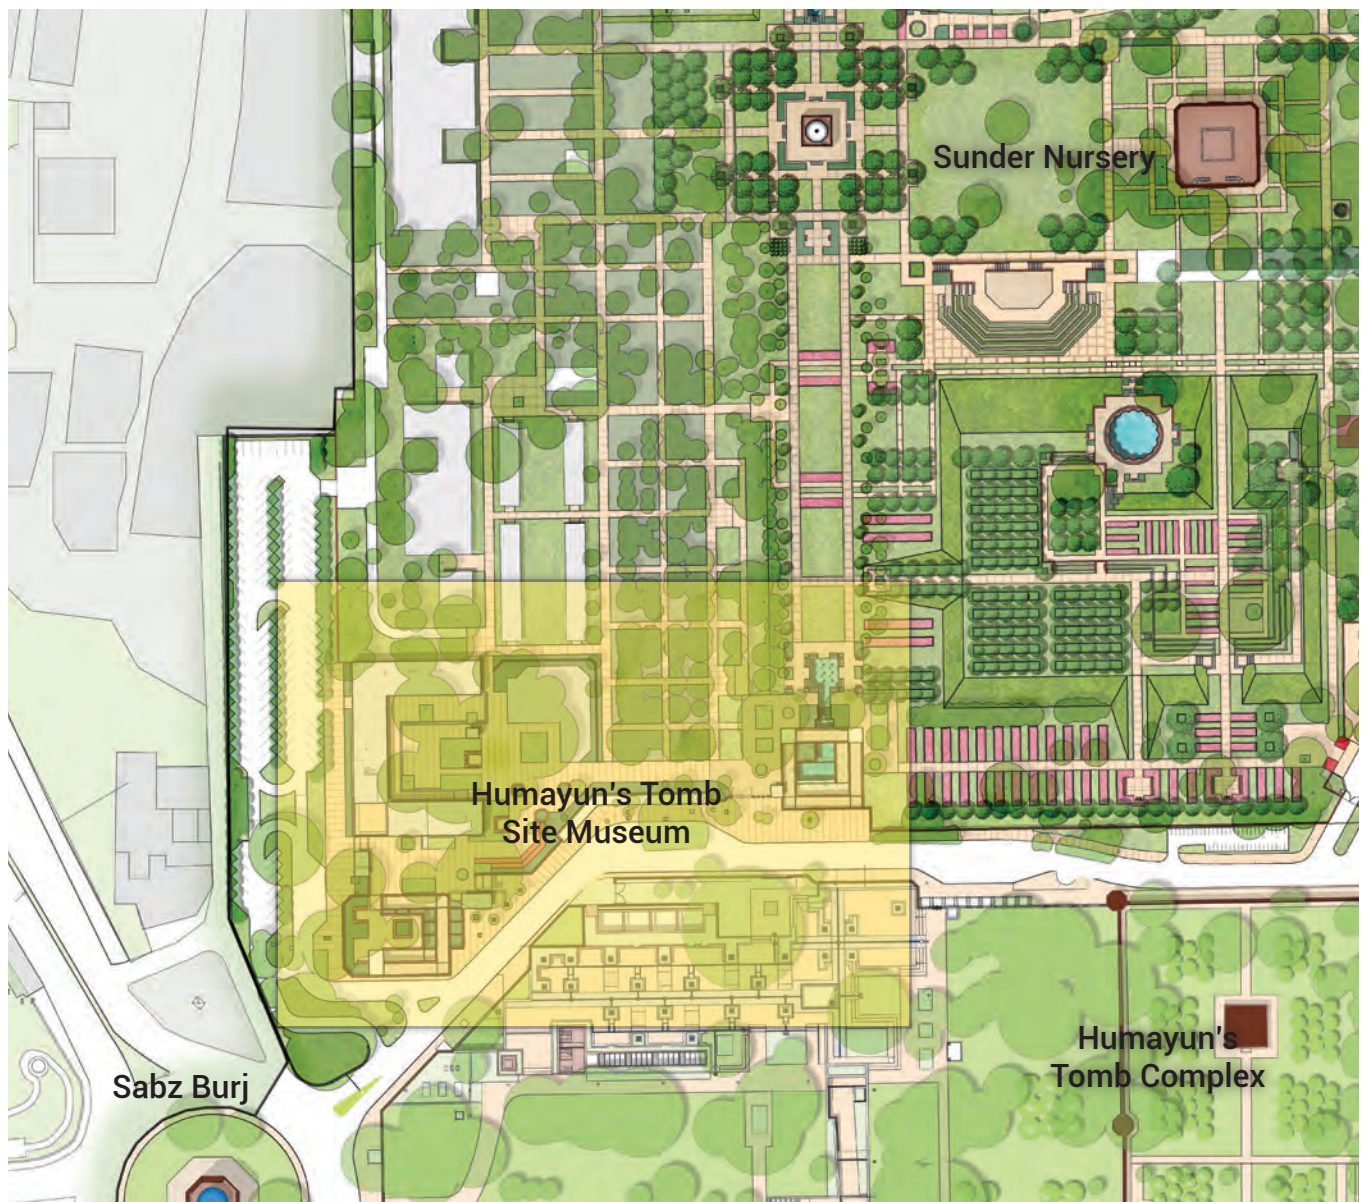 Sunder Nursery
Humayun's Tomb
Site Museum
Humayun's
Tomb Complex
Sabz Burj